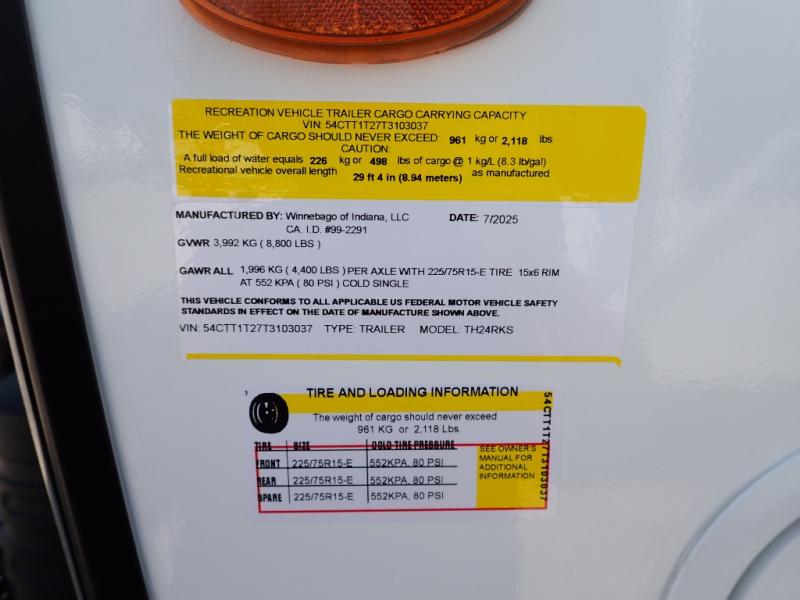 RECREATION VEHICLE TRAILER CARGO CARRYING CAPACITY
VIN: 54CTT1T27T3103037
THE WEIGHT OF CARGO SHOULD NEVER EXCEED: 961 kg or 2,118 lbs
CAUTION:
A full load of water equals 226 kg or 498 lbs of cargo @ 1 kg/L (8.3 lb/gal)
Recreational vehicle overall length 29 ft 4 in (8.94 meters) as manufactured.
MANUFACTURED BY: Winnebago of Indiana, LLC DATE: 7/2025
CA. I.D. #99-2291
GVWR 3,992 KG ( 8,800 LBS )
GAWR ALL 1,996 KG ( 4,400 LBS ) PER AXLE WITH 225/75R15-E TIRE 15x6 RIM
AT 552 KPA ( 80 PSI ) COLD SINGLE
THIS VEHICLE CONFORMS TO ALL APPLICABLE US FEDERAL MOTOR VEHICLE SAFETY
STANDARDS IN EFFECT ON THE DATE OF MANUFACTURE SHOWN ABOVE.
VIN: 54CTT1T27T3103037 TYPE: TRAILER MODEL: TH24RKS
TIRE AND LOADING INFORMATION
The weight of cargo should never exceed
961 KG or 2,118 Lbs.
TIRE SIZE COLD TIRE PRESSURE
FRONT 225/75R15-E 552KPA, 80 PSI
REAR 225/75R15-E 552KPA, 80 PSI
SPARE 225/75R15-E 552KPA, 80 PSI
SEE OWNER'S
MANUAL FOR
ADDITIONAL
INFORMATION
54CTT1T27T3103037